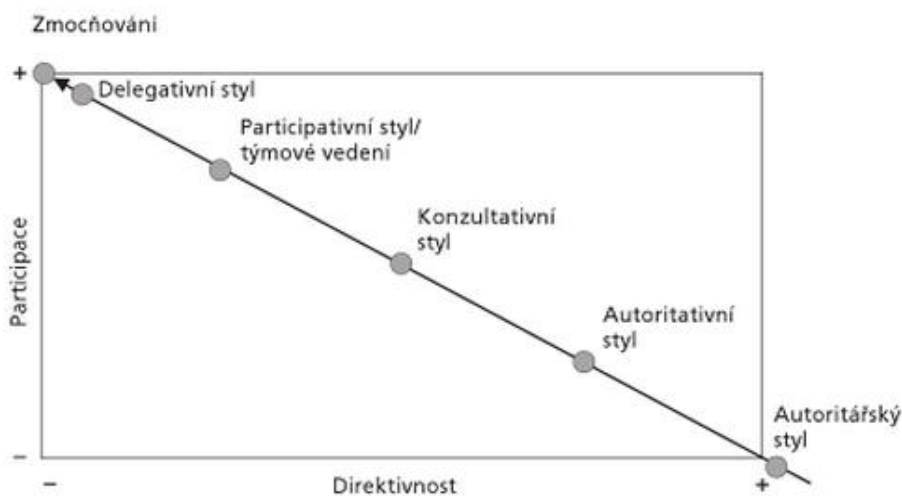 Zmocňování
+
Delegativní styl
Participativní styl/
týmové vedení
Konzultativní
styl
Participace
Autoritativní
styl
Autoritářský
styl
–
–
Direktivnost
+